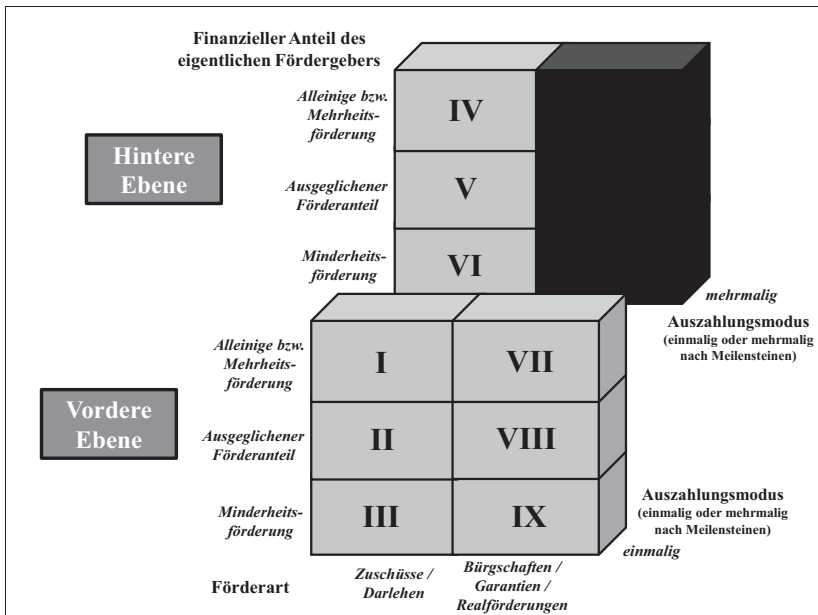 Finanzieller Anteil des
eigentlichen Fördergebers
Alleinige bzw.
Mehrheits-
förderung
IV
Hintere
Ebene
Ausgeglichener
Förderanteil
V
Minderheits-
förderung
VI
mehrmalig
Auszahlungsmodus
(einmalig oder mehrmalig
nach Meilensteinen)
Alleinige bzw.
Mehrheits-
förderung
I
VII
Vordere
Ebene
Ausgeglichener
Förderanteil
II
VIII
Minderheits-
förderung
III
IX
Auszahlungsmodus
(einmalig oder mehrmalig
nach Meilensteinen)
einmalig
Förderart
Zuschüsse /
Darlehen
Bürgschaften /
Garantien /
Realförderungen